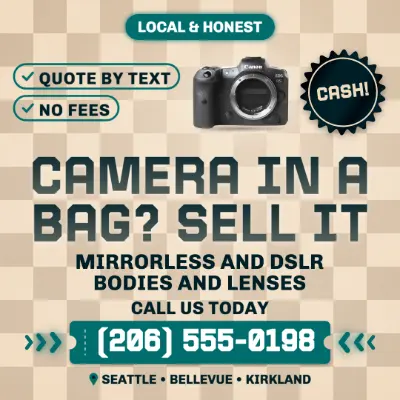 LOCAL & HONEST
QUOTE BY TEXT
NO FEES
Canon
CASH!
CAMERA IN A
BAG? SELL IT
MIRRORLESS AND DSLR
BODIES AND LENSES
CALL US TODAY
(206) 555-0198
SEATTLE • BELLEVUE • KIRKLAND